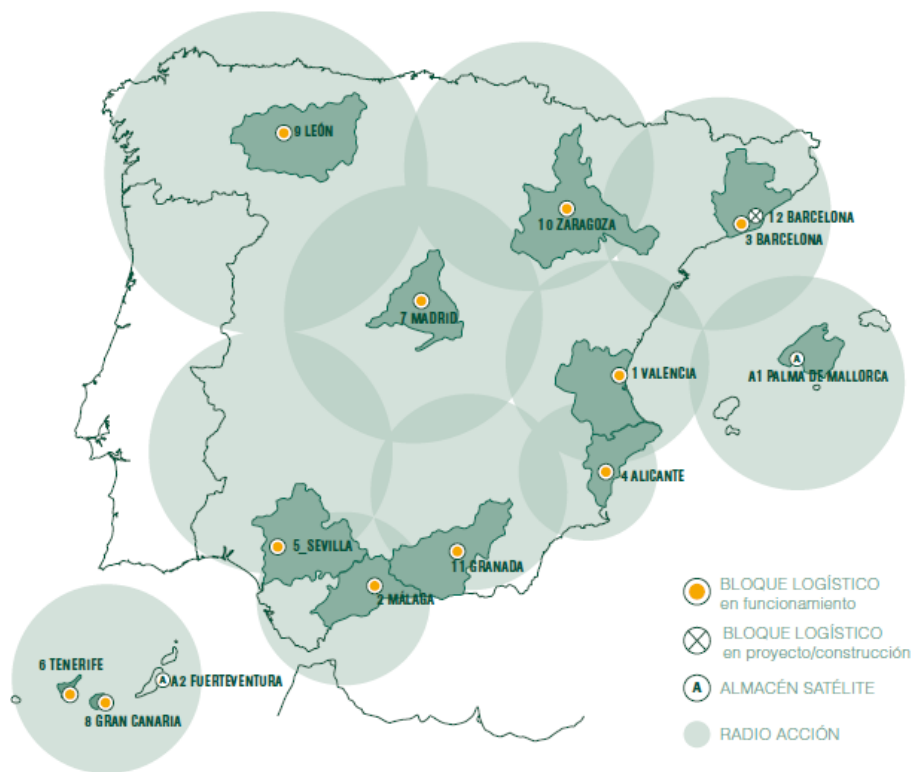 9 LEÓN
10 ZARAGOZA
12 BARCELONA
3 BARCELONA
7 MADRID
1 VALENCIA
A1 PALMA DE MALLORCA
4 ALICANTE
5_SEVILLA
11 GRANADA
2 MÁLAGA
6 TENERIFE
A2 FUERTEVENTURA
8 GRAN CANARIA
A
A
BLOQUE LOGÍSTICO
en funcionamiento
BLOQUE LOGÍSTICO
en proyecto/construcción
A ALMACÉN SATÉLITE
RADIO ACCIÓN